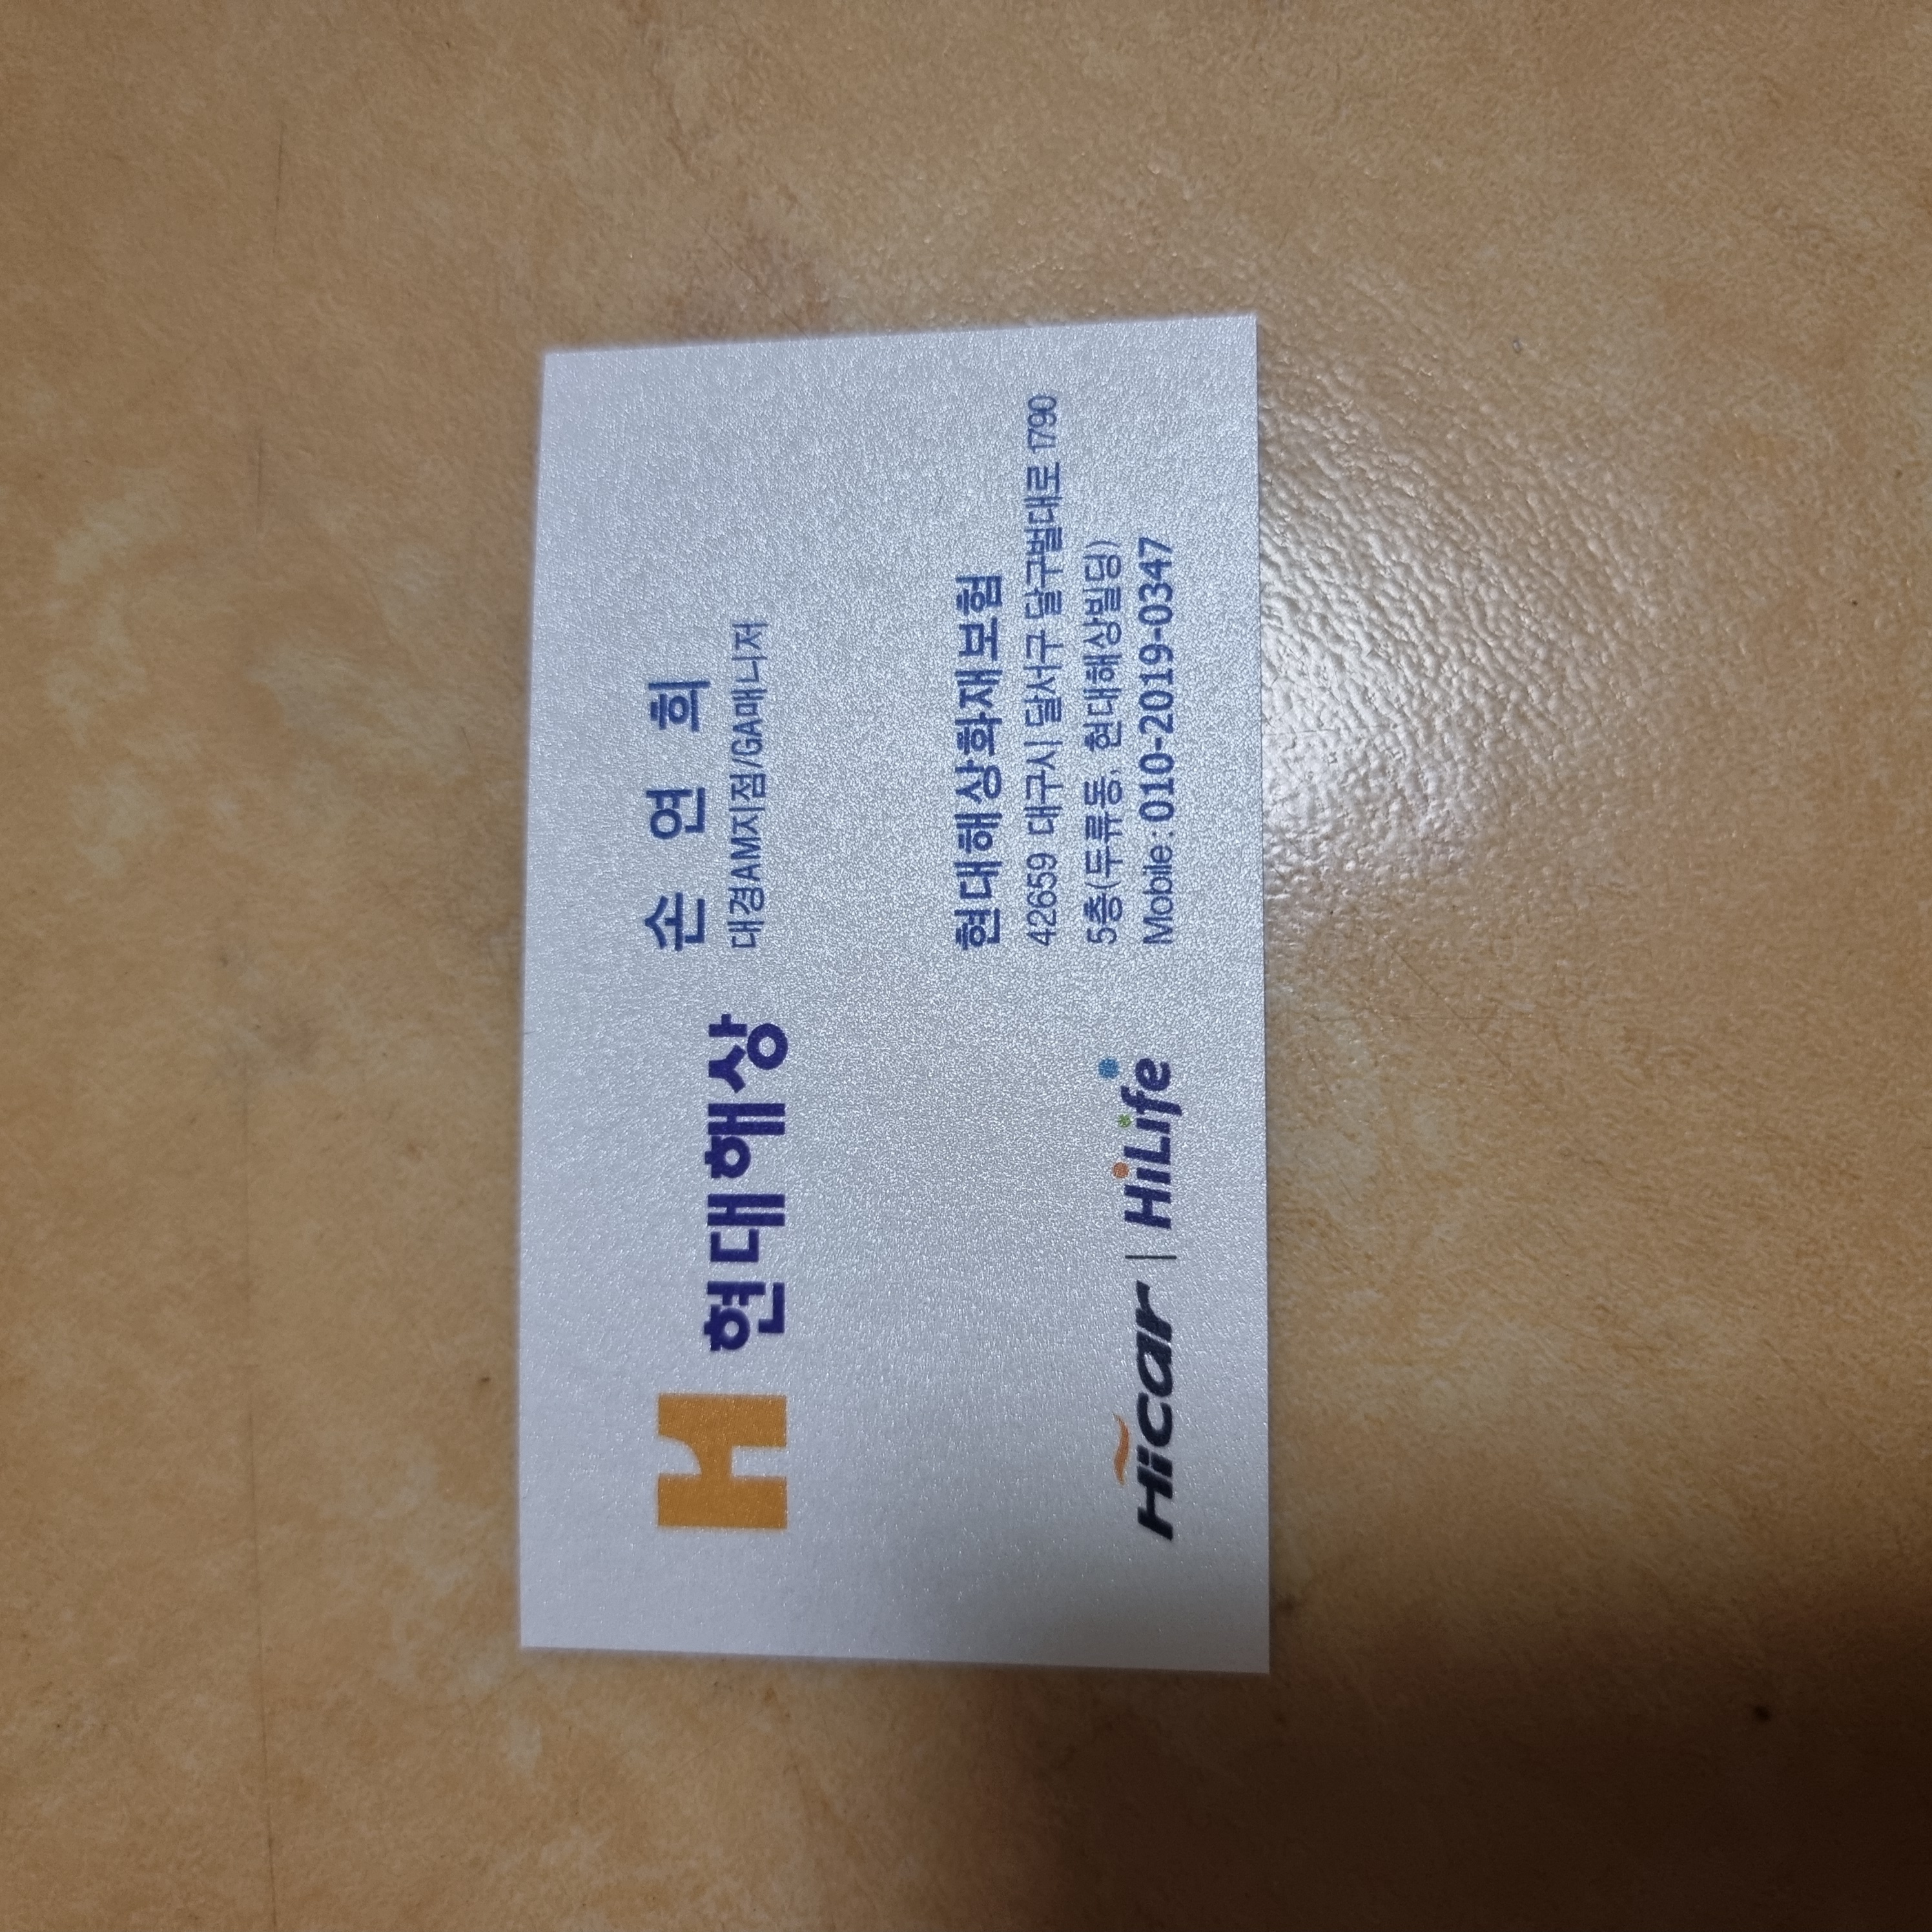 H 현대해상
손 연 희
대경AM지점/GA매니저
현대해상화재보험
42659 대구시 달서구 달구벌대로 1790
5층(두류동, 현대해상빌딩)
Mobile : 010-2019-0347
Hicar | HiLife